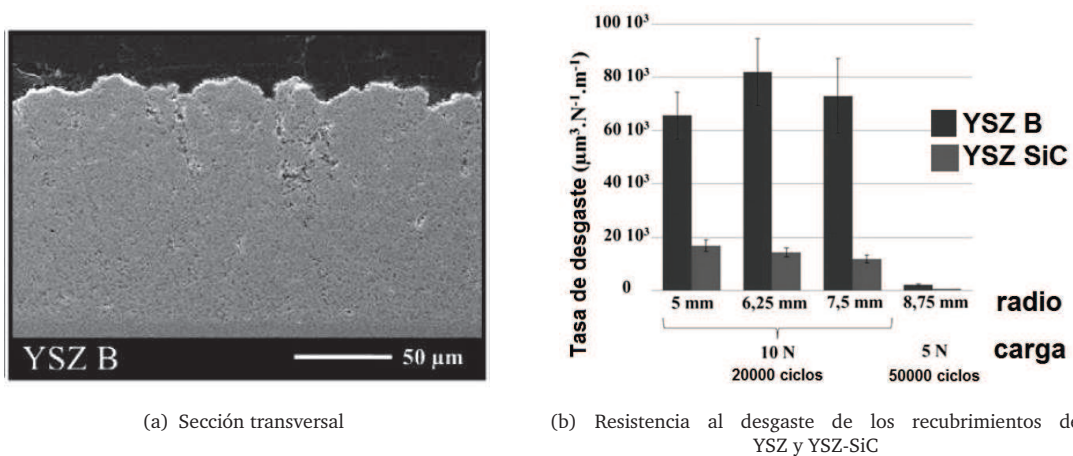 YSZ B
50 µm
(a) Sección transversal
Tasa de desgaste (µm³.N⁻¹.m⁻¹)
100 10³
80 10³
60 10³
40 10³
20 10³
0
YSZ B
YSZ SiC
5 mm 6,25 mm 7,5 mm 8,75 mm radio
10 N 5 N carga
20000 ciclos 50000 ciclos
(b) Resistencia al desgaste de los recubrimientos de
YSZ y YSZ-SiC